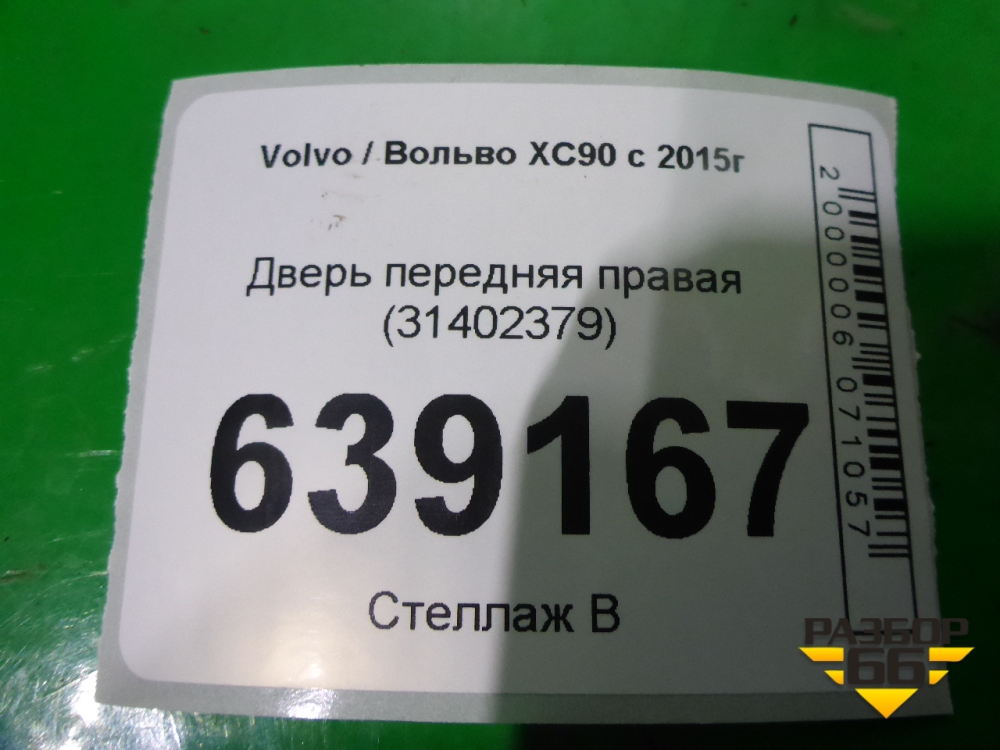 Volvo / Вольво XC90 с 2015г
Дверь передняя правая
(31402379)
639167
Стеллаж В
2000006071057
РАЗБОР
66